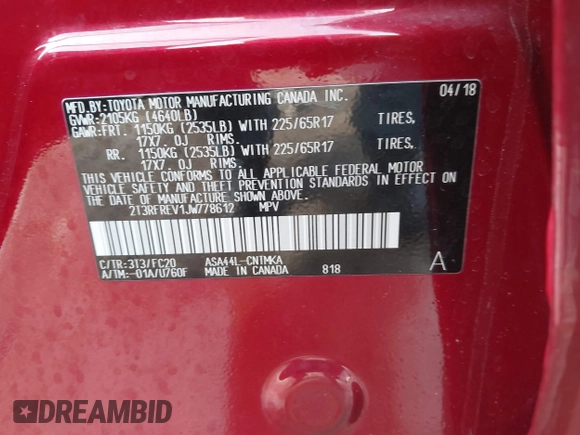 MFD.BY:TOYOTA MOTOR MANUFACTURING CANADA INC. 04/18
GVWR:2105KG (4640LB)
GAWR:FRT. 1150KG (2535LB) WITH 225/65R17 TIRES,
17X7.0J RIMS.
RR. 1150KG (2535LB) WITH 225/65R17 TIRES,
17X7.0J RIMS.
THIS VEHICLE CONFORMS TO ALL APPLICABLE FEDERAL MOTOR
VEHICLE SAFETY AND THEFT PREVENTION STANDARDS IN EFFECT ON
THE DATE OF MANUFACTURE SHOWN ABOVE.
2T3RFREV1JW778612 MPV
C/TR:3T3/FC20 ASA44L-CNTMKA A
A/TM:-01A/U760F MADE IN CANADA 818
DREAMBID